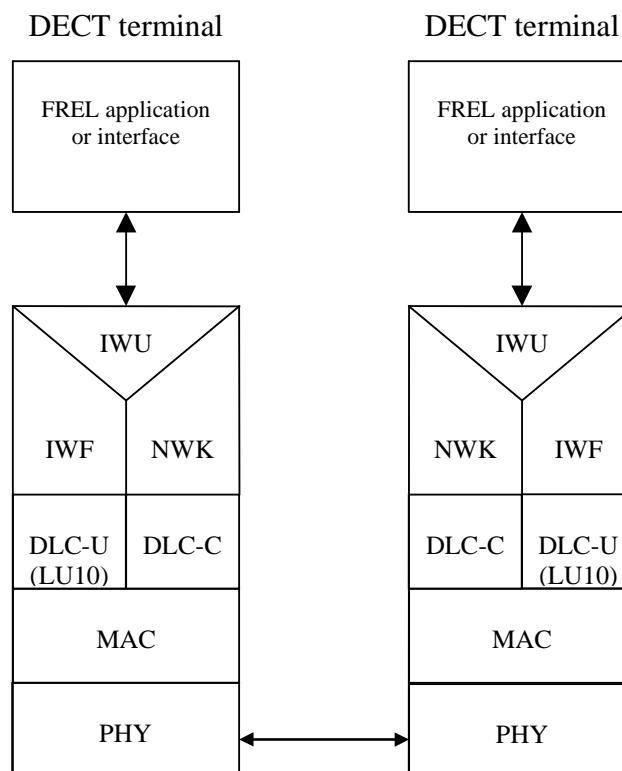 DECT terminal
FREL application
or interface
IWU
IWF NWK
DLC-U DLC-C
(LU10)
MAC
PHY
DECT terminal
FREL application
or interface
IWU
NWK IWF
DLC-C DLC-U
(LU10)
MAC
PHY